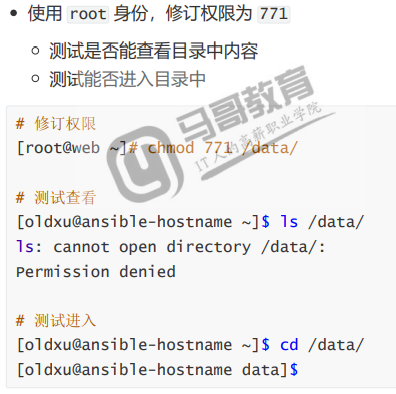 使用 root 身份，修订权限为 771
测试是否能查看目录中内容
测试能否进入目录中
# 修订权限
[root@web ~]# chmod 771 /data/
# 测试查看
[oldxu@ansible-hostname ~]$ ls /data/
ls: cannot open directory /data/:
Permission denied
# 测试进入
[oldxu@ansible-hostname ~]$ cd /data/
[oldxu@ansible-hostname data]$
马哥教育
IT人的高薪职业学院